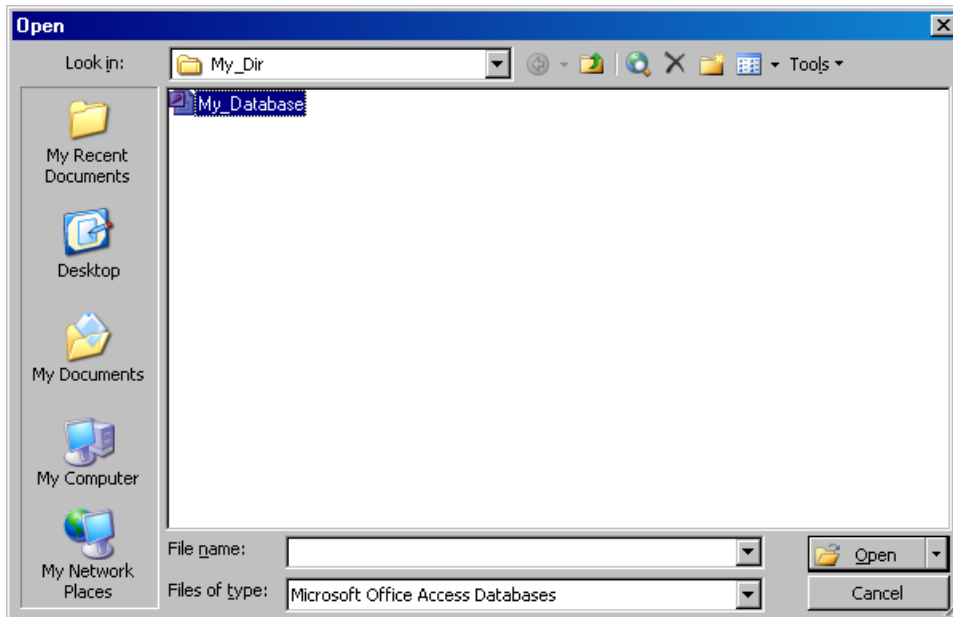 Open
Look in:
My_Dir
Tools
My_Database
My Recent
Documents
Desktop
My Documents
My Computer
My Network
Places
File name:
Open
Files of type:
Microsoft Office Access Databases
Cancel